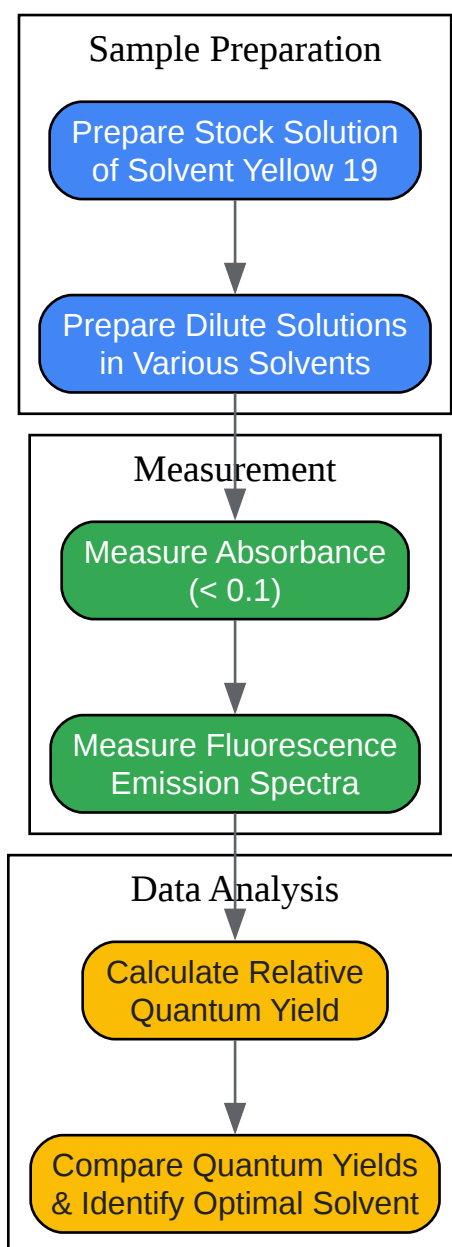 Sample Preparation
Prepare Stock Solution
of Solvent Yellow 19
Prepare Dilute Solutions
in Various Solvents
Measurement
Measure Absorbance
(< 0.1)
Measure Fluorescence
Emission Spectra
Data Analysis
Calculate Relative
Quantum Yield
Compare Quantum Yields
& Identify Optimal Solvent